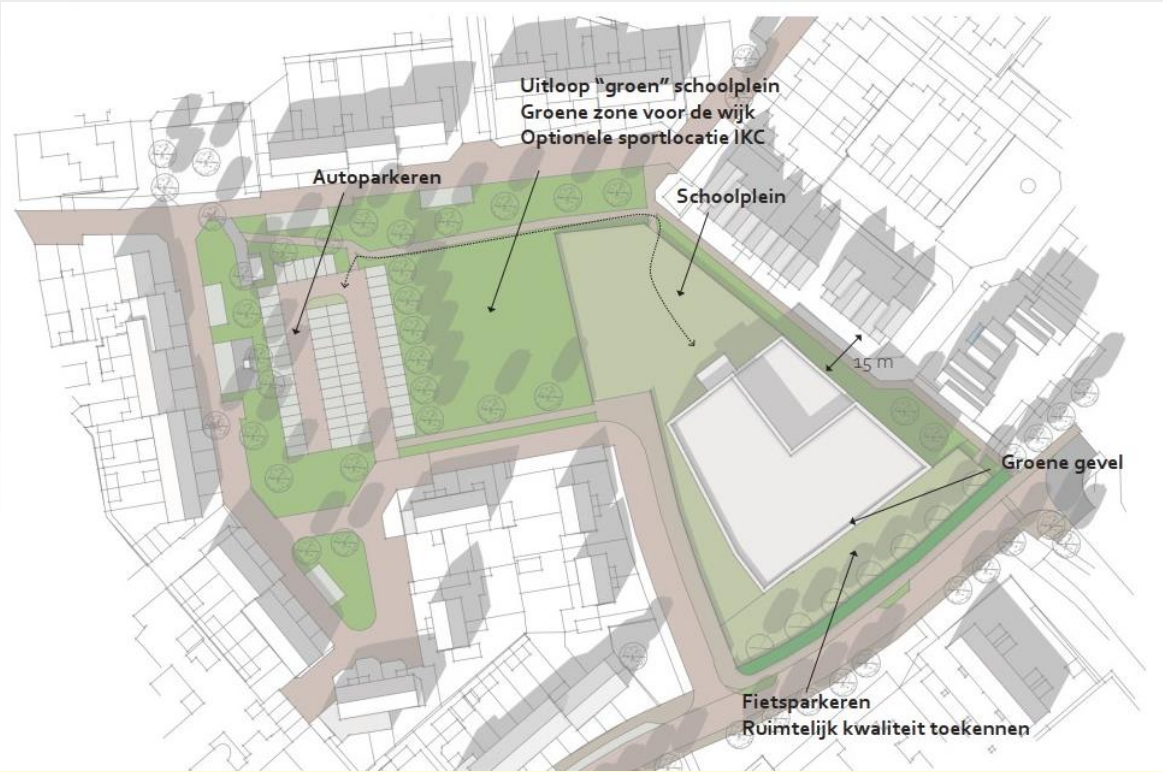 Uitloop “groen” schoolplein
Groene zone voor de wijk
Optionele sportlocatie IKC
Autoparkeren
Schoolplein
15 m
Groene gevel
Fietsparkeren
Ruimtelijk kwaliteit toekennen